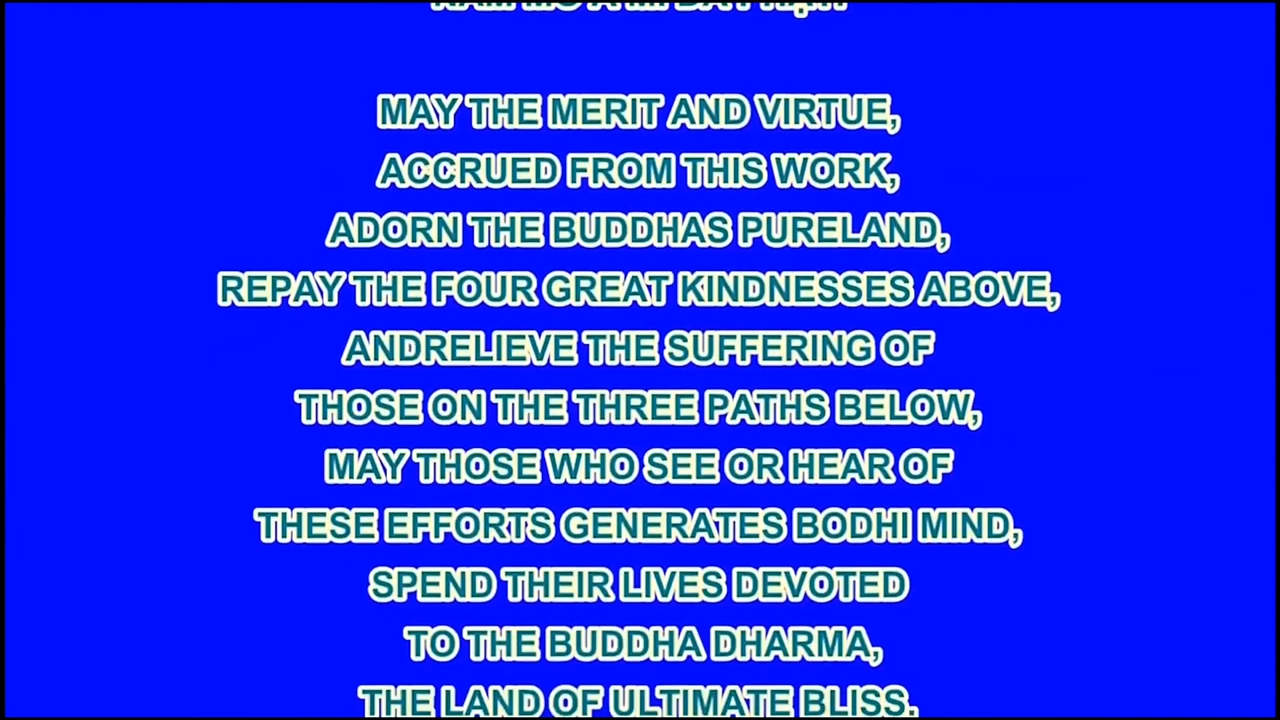 MAY THE MERIT AND VIRTUE,
ACCRUED FROM THIS WORK,
ADORN THE BUDDHAS PURELAND,
REPAY THE FOUR GREAT KINDNESSES ABOVE,
ANDRELIEVE THE SUFFERING OF
THOSE ON THE THREE PATHS BELOW,
MAY THOSE WHO SEE OR HEAR OF
THESE EFFORTS GENERATES BODHI MIND,
SPEND THEIR LIVES DEVOTED
TO THE BUDDHA DHARMA,
THE LAND OF ULTIMATE BLISS.